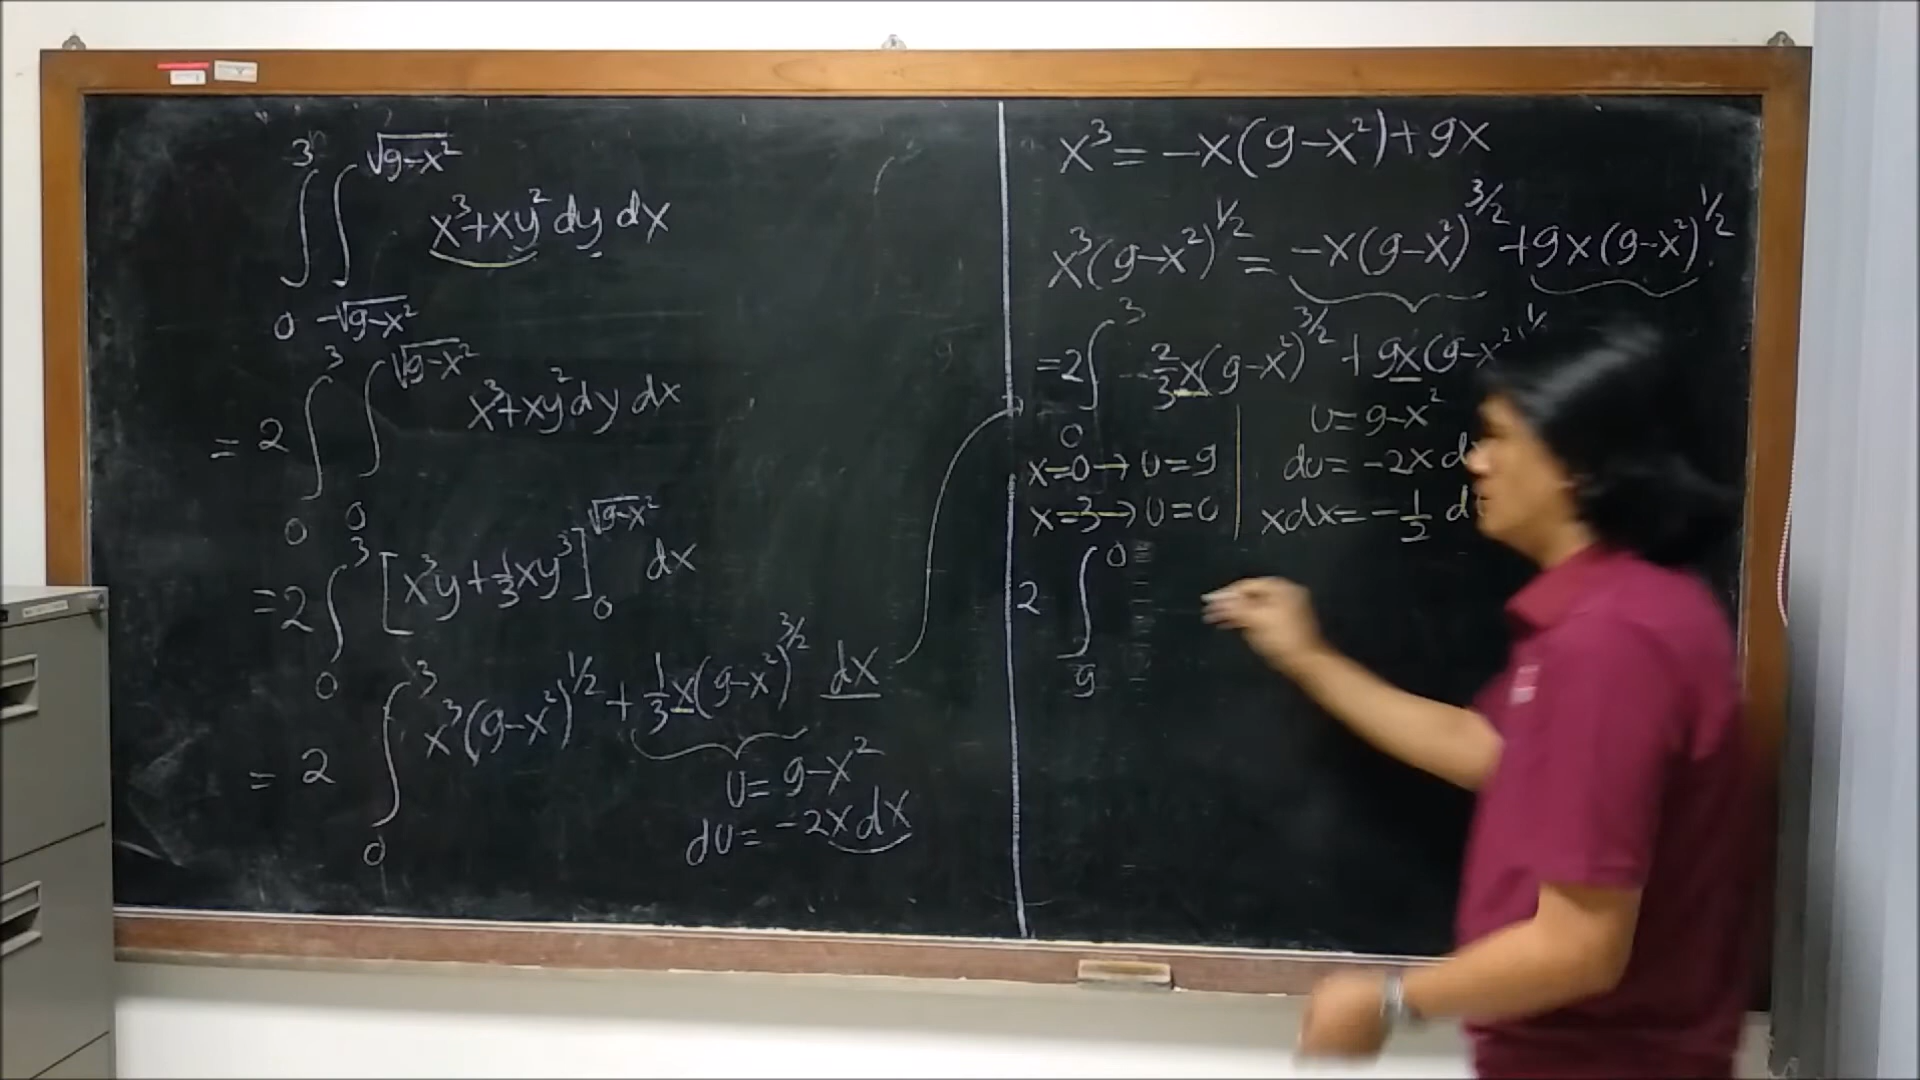 ∫₀³ ∫_{-√(9-x²)}^{√(9-x²)} x³+xy² dy dx
= 2 ∫₀³ ∫₀^{√(9-x²)} x³+xy² dy dx
= 2 ∫₀³ [x³y + ⅓xy³]₀^{√(9-x²)} dx
= 2 ∫₀³ x³(9-x²)^{1/2} + ⅓x(9-x²)^{3/2} dx
u = 9-x²
du = -2x dx
x³ = -x(9-x²)+9x
x³(9-x²)^{1/2} = -x(9-x²)^{3/2} + 9x(9-x²)^{1/2}
= 2 ∫₀³ -⅔x(9-x²)^{3/2} + 9x(9-x²)^{1/2}
x=0 → u=9
x=3 → u=0
u = 9-x²
du = -2x
xdx = -½
2 ∫₉⁰